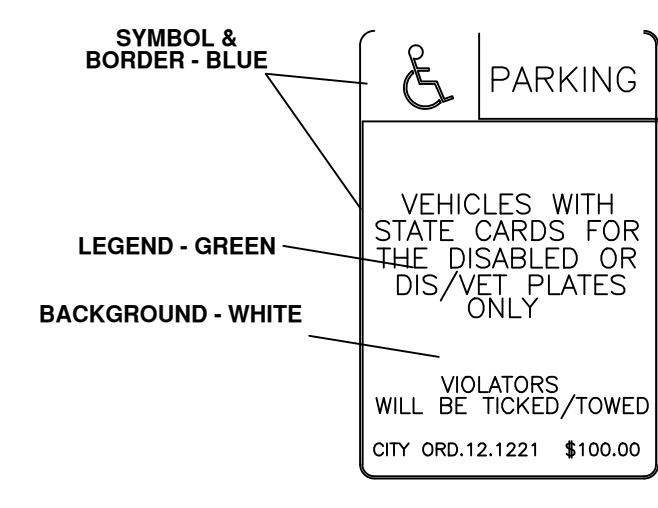 SYMBOL &
BORDER - BLUE
PARKING
VEHICLES WITH
STATE CARDS FOR
THE DISABLED OR
DIS/VET PLATES
ONLY
LEGEND - GREEN
BACKGROUND - WHITE
VIOLATORS
WILL BE TICKED/TOWED
CITY ORD.12.1221 $100.00